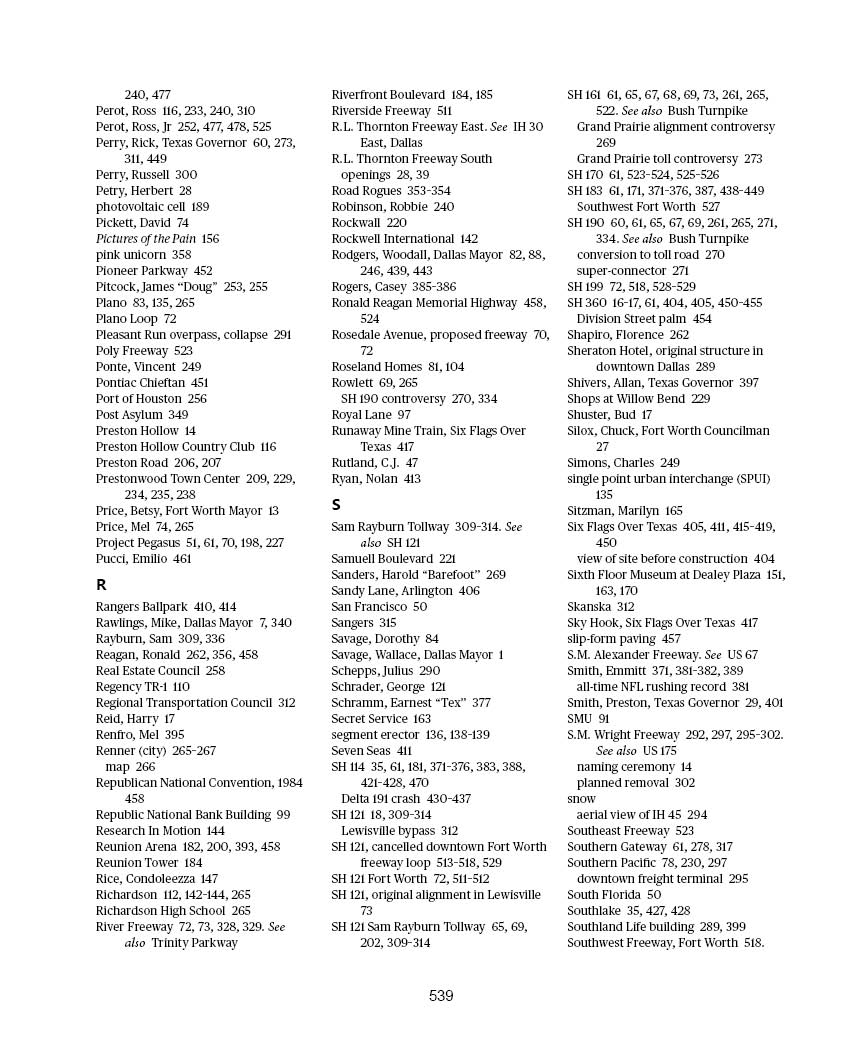 240, 477
Perot, Ross 116, 233, 240, 310
Perot, Ross, Jr 252, 477, 478, 525
Perry, Rick, Texas Governor 60, 273,
311, 449
Perry, Russell 300
Petry, Herbert 28
photovoltaic cell 189
Pickett, David 74
Pictures of the Pain 156
pink unicorn 358
Pioneer Parkway 452
Pitcock, James “Doug” 253, 255
Plano 83, 135, 265
Plano Loop 72
Pleasant Run overpass, collapse 291
Poly Freeway 523
Ponte, Vincent 249
Pontiac Chieftan 451
Port of Houston 256
Post Asylum 349
Preston Hollow 14
Preston Hollow Country Club 116
Preston Road 206, 207
Prestonwood Town Center 209, 229,
234, 235, 238
Price, Betsy, Fort Worth Mayor 13
Price, Mel 74, 265
Project Pegasus 51, 61, 70, 198, 227
Pucci, Emilio 461
R
Rangers Ballpark 410, 414
Rawlings, Mike, Dallas Mayor 7, 340
Rayburn, Sam 309, 336
Reagan, Ronald 262, 356, 458
Real Estate Council 258
Regency TR-1 110
Regional Transportation Council 312
Reid, Harry 17
Renfro, Mel 395
Renner (city) 265-267
map 266
Republican National Convention, 1984
458
Republic National Bank Building 99
Research In Motion 144
Reunion Arena 182, 200, 393, 458
Reunion Tower 184
Rice, Condoleezza 147
Richardson 112, 142-144, 265
Richardson High School 265
River Freeway 72, 73, 328, 329. See
also Trinity Parkway
Riverfront Boulevard 184, 185
Riverside Freeway 511
R.L. Thornton Freeway East. See IH 30
East, Dallas
R.L. Thornton Freeway South
openings 28, 39
Road Rogues 353-354
Robinson, Robbie 240
Rockwall 220
Rockwell International 142
Rodgers, Woodall, Dallas Mayor 82, 88,
246, 439, 443
Rogers, Casey 385-386
Ronald Reagan Memorial Highway 458,
524
Rosedale Avenue, proposed freeway 70,
72
Roseland Homes 81, 104
Rowlett 69, 265
SH 190 controversy 270, 334
Royal Lane 97
Runaway Mine Train, Six Flags Over
Texas 417
Rutland, C.J. 47
Ryan, Nolan 413
S
Sam Rayburn Tollway 309-314. See
also SH 121
Samuell Boulevard 221
Sanders, Harold “Barefoot” 269
Sandy Lane, Arlington 406
San Francisco 50
Sangers 315
Savage, Dorothy 84
Savage, Wallace, Dallas Mayor 1
Schepps, Julius 290
Schrader, George 121
Schramm, Earnest “Tex” 377
Secret Service 163
segment erector 136, 138-139
Seven Seas 411
SH 114 35, 61, 181, 371-376, 383, 388,
421-428, 470
Delta 191 crash 430-437
SH 121 18, 309-314
Lewisville bypass 312
SH 121, cancelled downtown Fort Worth
freeway loop 513-518, 529
SH 121 Fort Worth 72, 511-512
SH 121, original alignment in Lewisville
73
SH 121 Sam Rayburn Tollway 65, 69,
202, 309-314
SH 161 61, 65, 67, 68, 69, 73, 261, 265,
522. See also Bush Turnpike
Grand Prairie alignment controversy
269
Grand Prairie toll controversy 273
SH 170 61, 523-524, 525-526
SH 183 61, 171, 371-376, 387, 438-449
Southwest Fort Worth 527
SH 190 60, 61, 65, 67, 69, 261, 265, 271,
334. See also Bush Turnpike
conversion to toll road 270
super-connector 271
SH 199 72, 518, 528-529
SH 360 16-17, 61, 404, 405, 450-455
Division Street palm 454
Shapiro, Florence 262
Sheraton Hotel, original structure in
downtown Dallas 289
Shivers, Allan, Texas Governor 397
Shops at Willow Bend 229
Shuster, Bud 17
Silox, Chuck, Fort Worth Councilman
27
Simons, Charles 249
single point urban interchange (SPUI)
135
Sitzman, Marilyn 165
Six Flags Over Texas 405, 411, 415-419,
450
view of site before construction 404
Sixth Floor Museum at Dealey Plaza 151,
163, 170
Skanska 312
Sky Hook, Six Flags Over Texas 417
slip-form paving 457
S.M. Alexander Freeway. See US 67
Smith, Emmitt 371, 381-382, 389
all-time NFL rushing record 381
Smith, Preston, Texas Governor 29, 401
SMU 91
S.M. Wright Freeway 292, 297, 295-302.
See also US 175
naming ceremony 14
planned removal 302
snow
aerial view of IH 45 294
Southeast Freeway 523
Southern Gateway 61, 278, 317
Southern Pacific 78, 230, 297
downtown freight terminal 295
South Florida 50
Southlake 35, 427, 428
Southland Life building 289, 399
Southwest Freeway, Fort Worth 518.
539